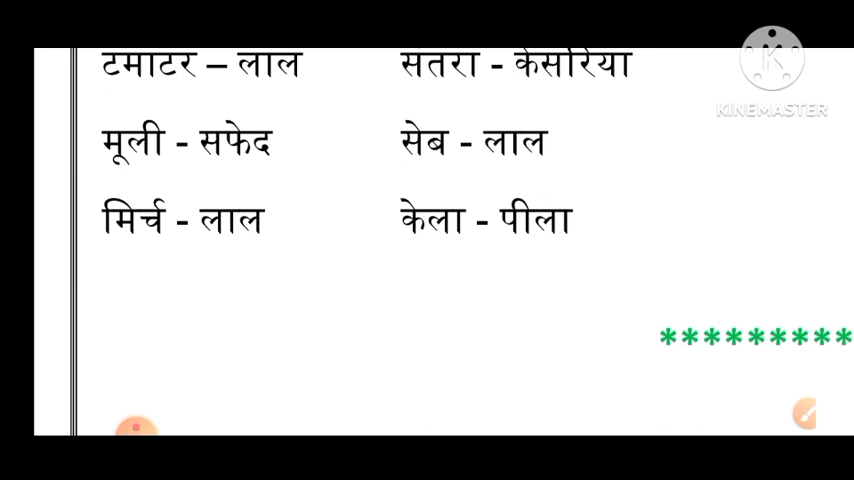 टमाटर – लाल सतरा - केसरिया
KINEMASTER
मूली - सफेद सेब - लाल
मिर्च - लाल केला - पीला
*********